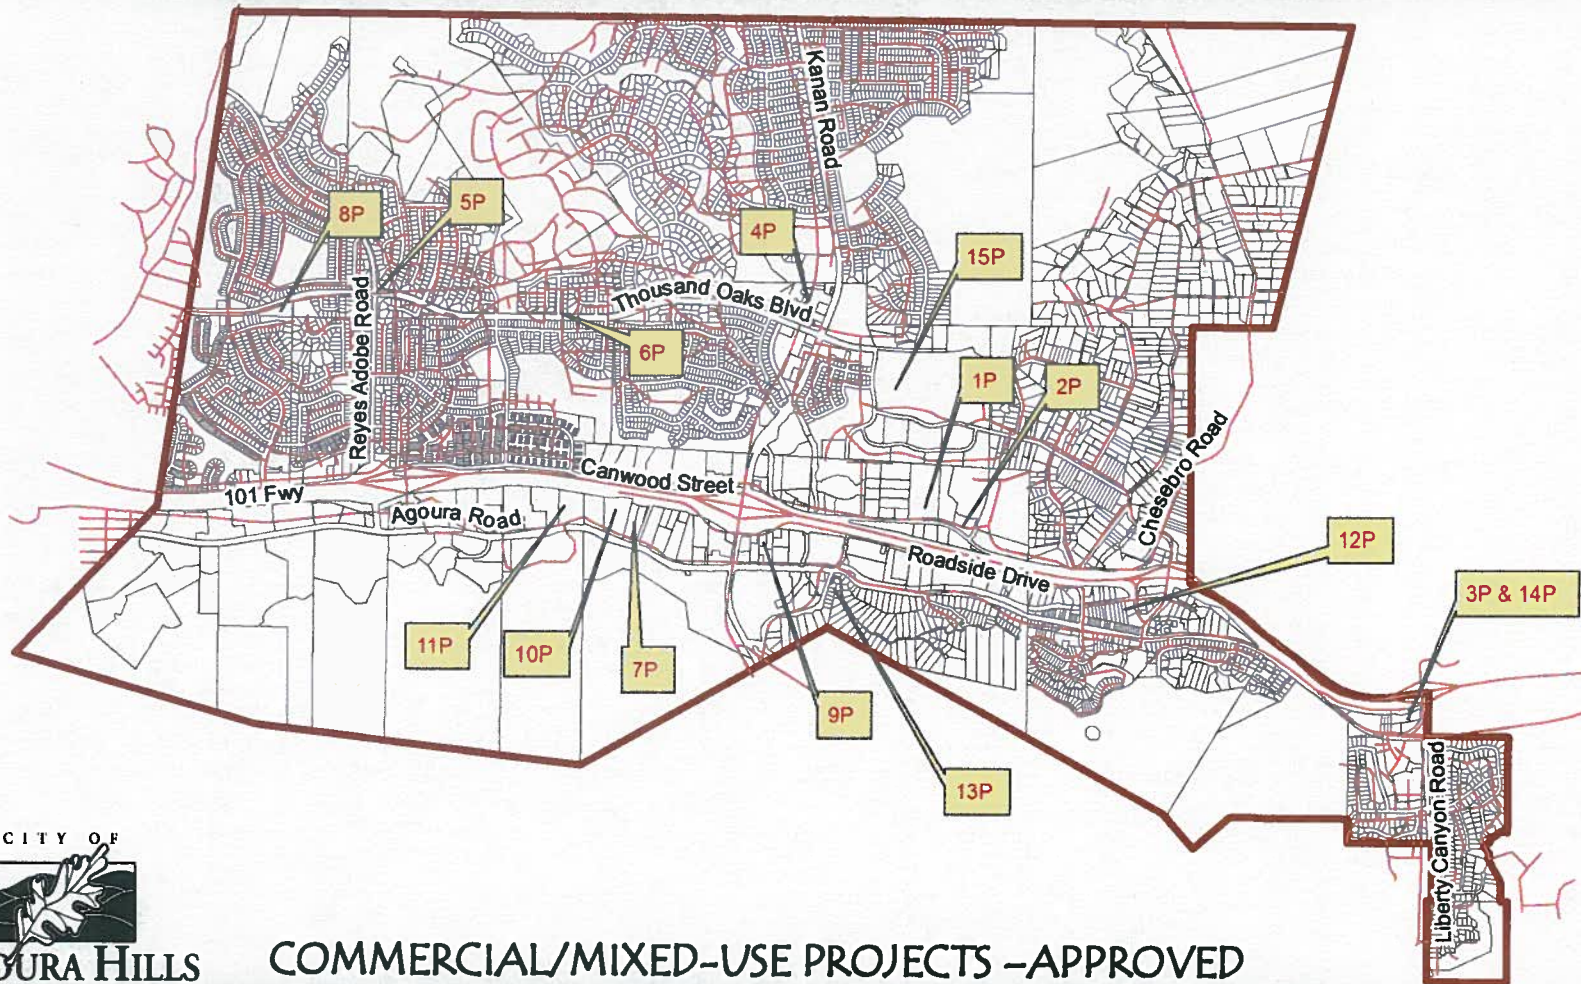 Kanan Road
8P
5P
4P
15P
Thousand Oaks Blvd.
Reyes Adobe Road
6P
1P
2P
Chesebro Road
Canwood Street
101 Fwy
Agoura Road
Roadside Drive
12P
3P & 14P
11P
10P
7P
9P
13P
Liberty Canyon Road
CITY OF
OURA HILLS
COMMERCIAL/MIXED-USE PROJECTS -APPROVED